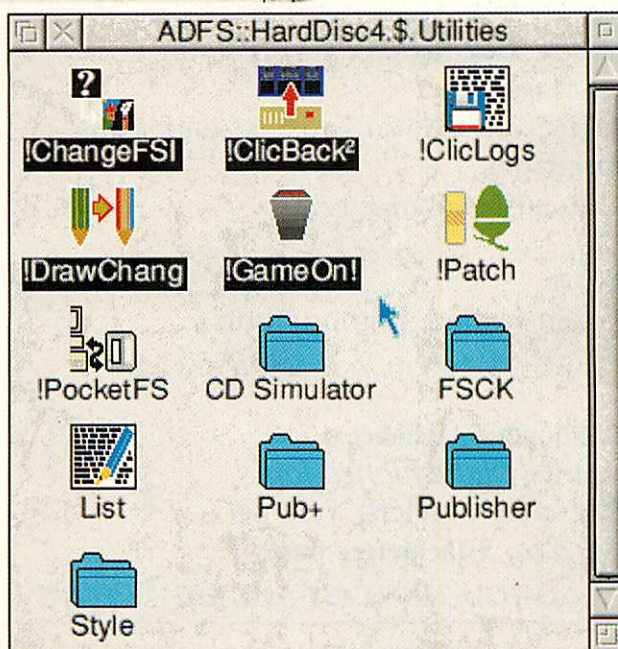 ADFS::HardDisc4.$.Utilities
?
!ChangeFSI !ClicBack² !ClicLogs
!DrawChang !GameOn! !Patch
!PocketFS CD Simulator FSCK
List Pub+ Publisher
Style